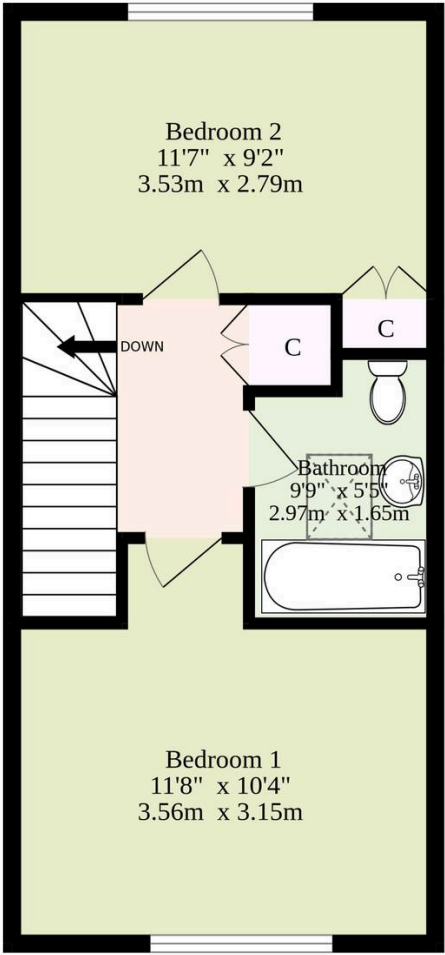 Bedroom 2
11'7" x 9'2"
3.53m x 2.79m
C
C
DOWN
Bathroom
9'9" x 5'5"
2.97m x 1.65m
Bedroom 1
11'8" x 10'4"
3.56m x 3.15m